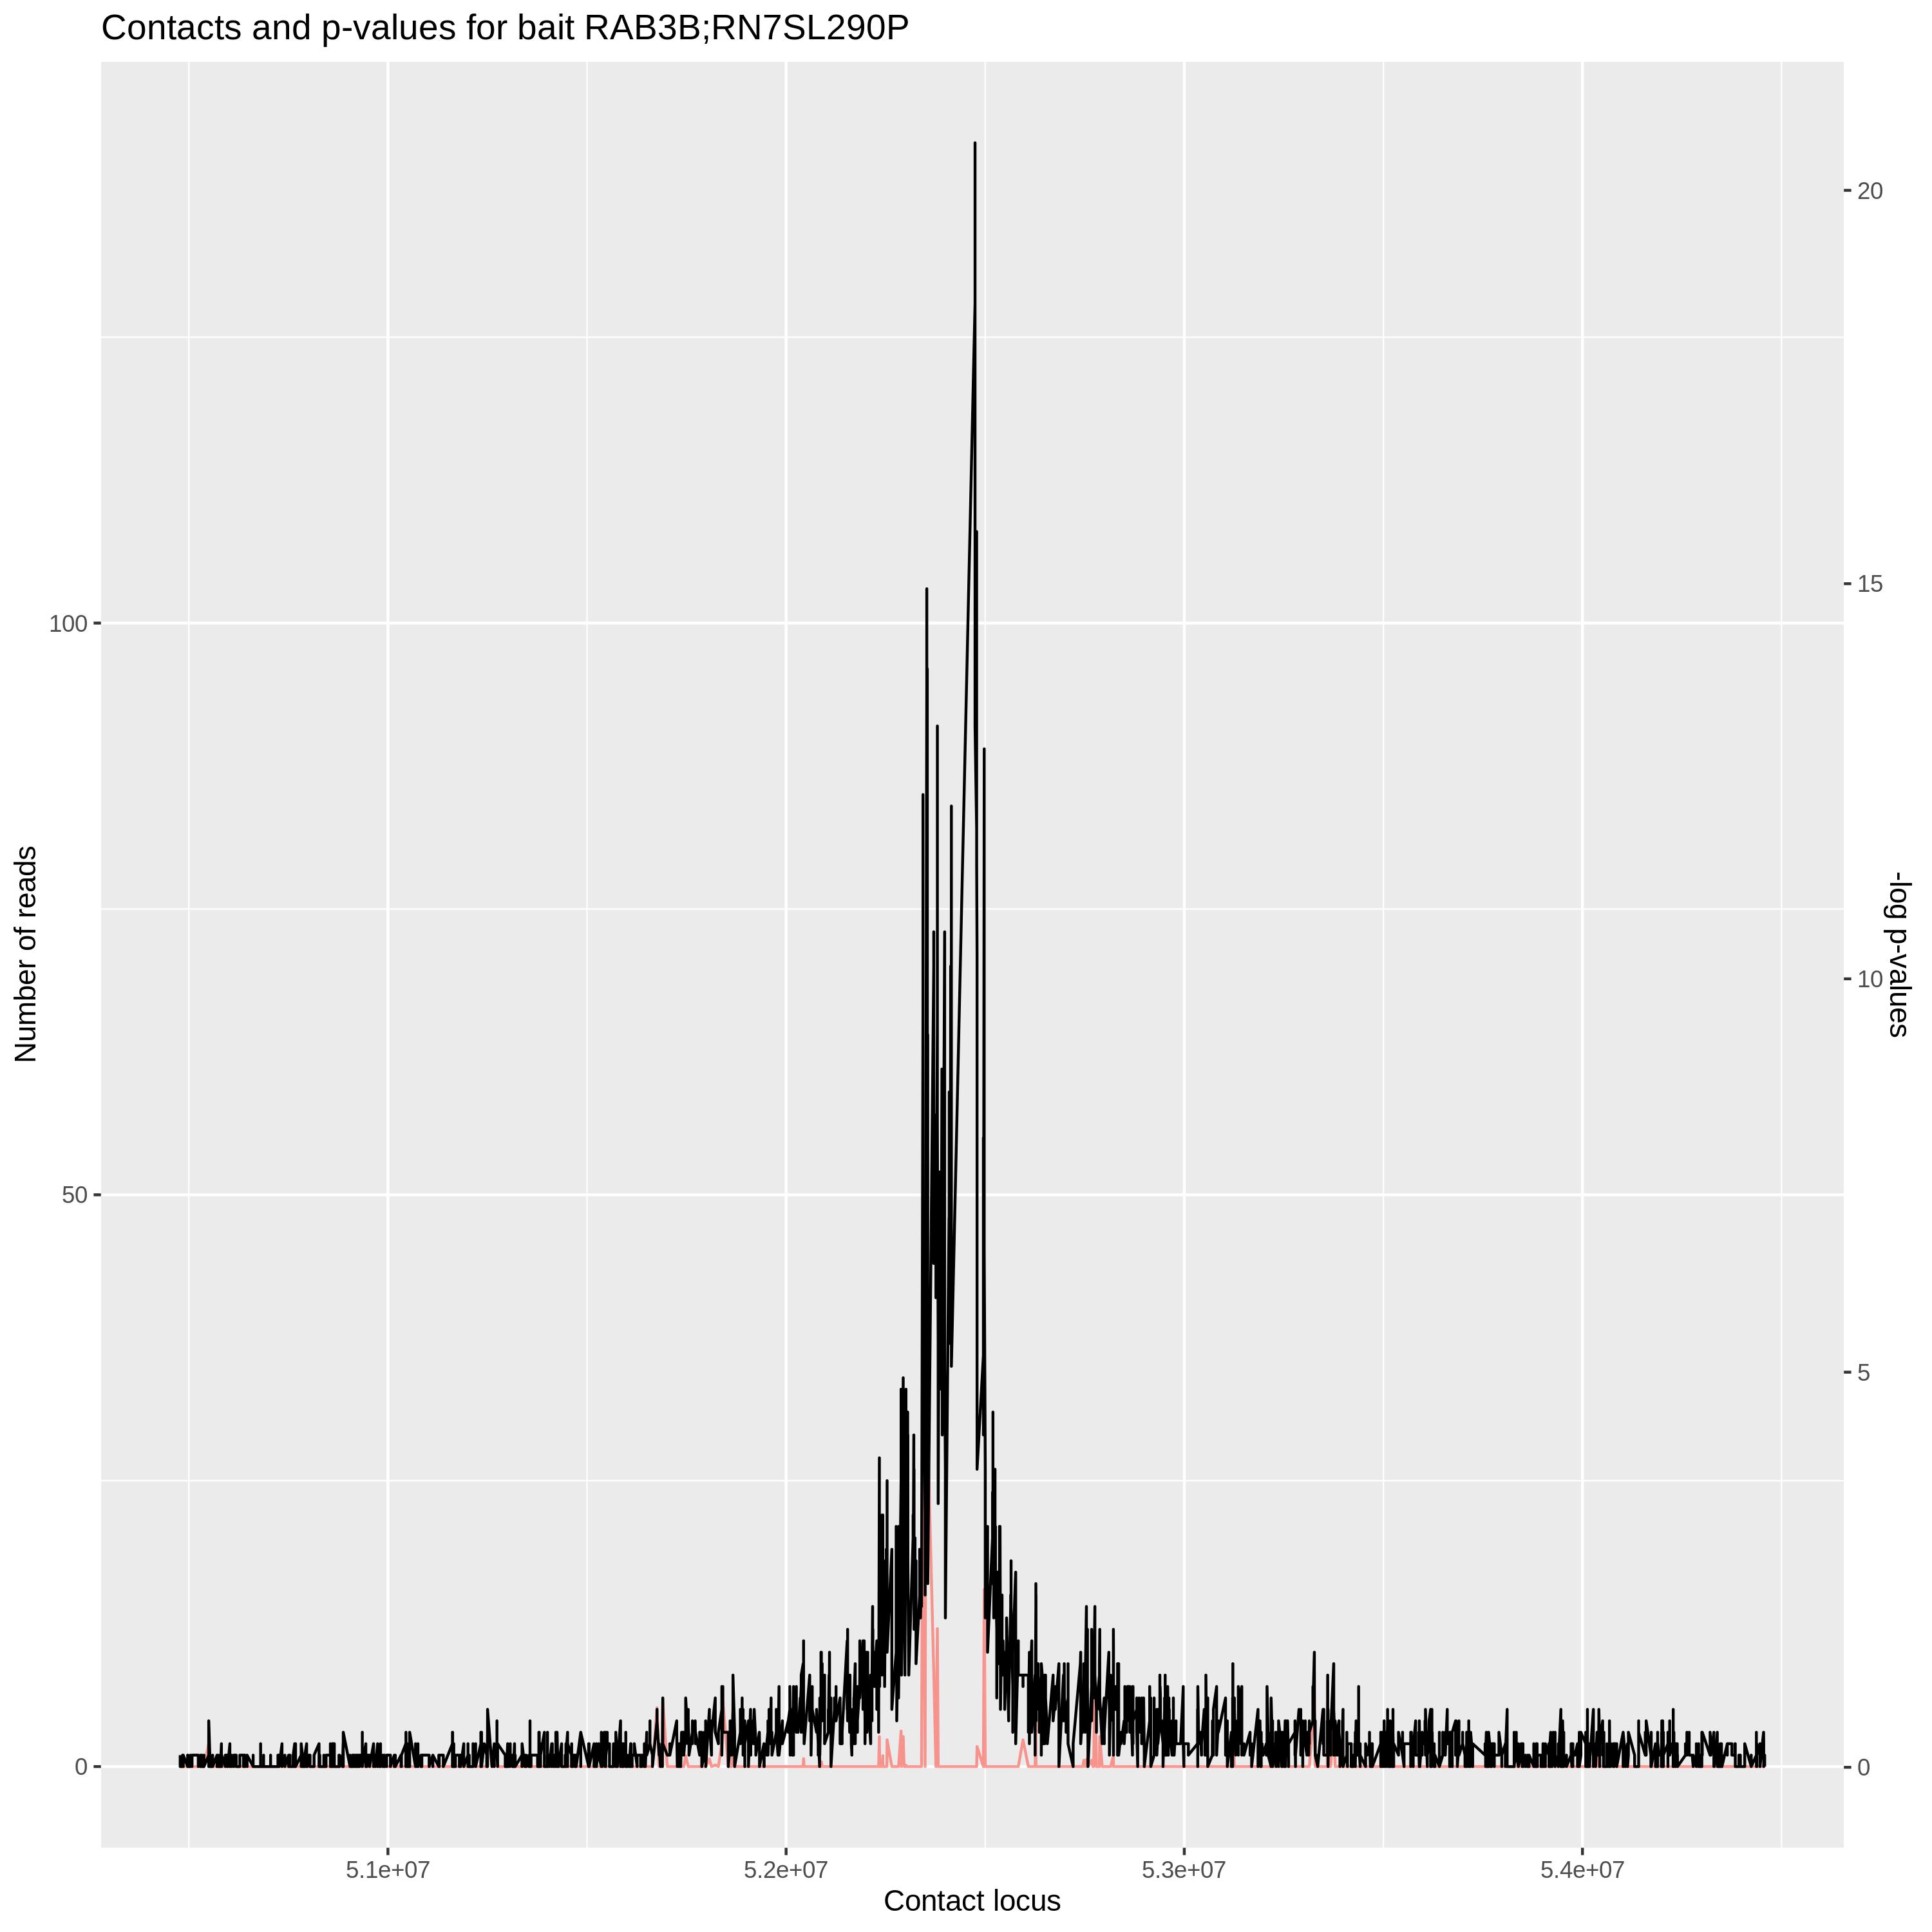 Contacts and p-values for bait RAB3B;RN7SL290P
Number of reads
100
50
0
20
15
10
5
0
-log p-values
5.1e+07
5.2e+07
5.3e+07
5.4e+07
Contact locus